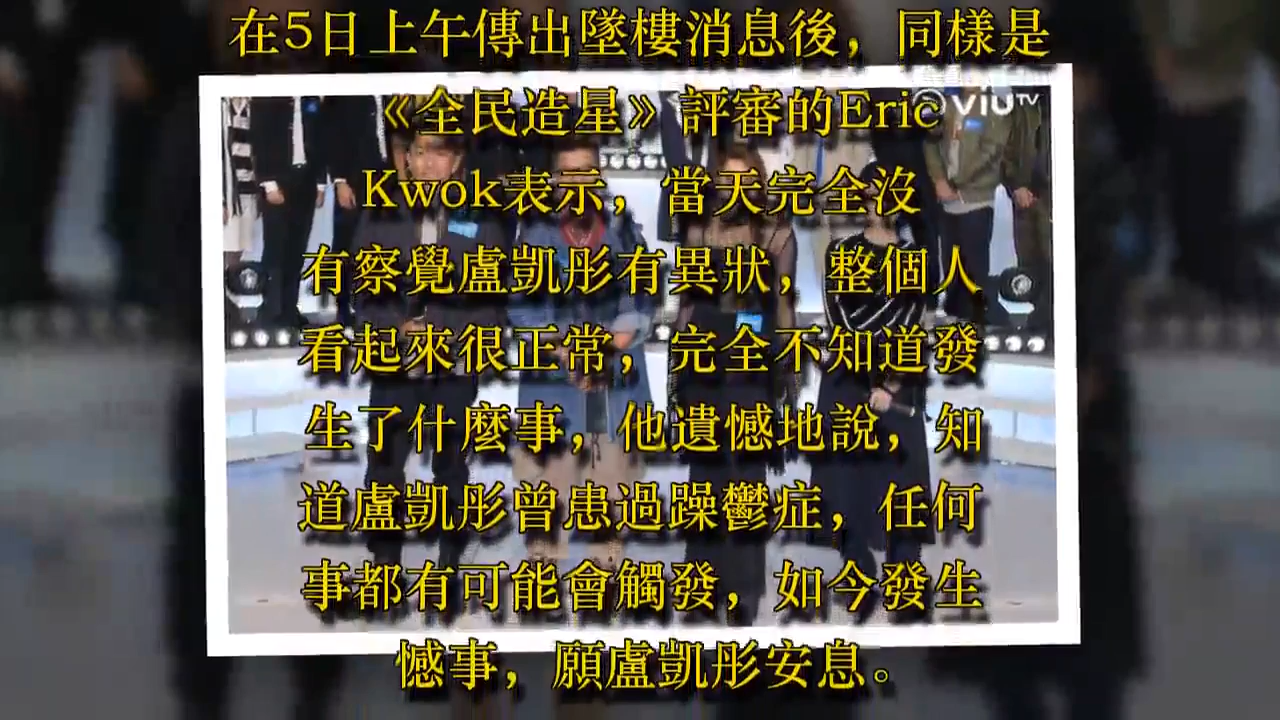 在5日上午傳出墜樓消息後，同樣是
《全民造星》評審的Eric
viuTV
Kwok表示，當天完全沒
有察覺盧凱彤有異狀，整個人
看起來很正常，完全不知道發
生了什麼事，他遺憾地說，知
道盧凱彤曾患過躁鬱症，任何
事都有可能會觸發，如今發生
憾事，願盧凱彤安息。